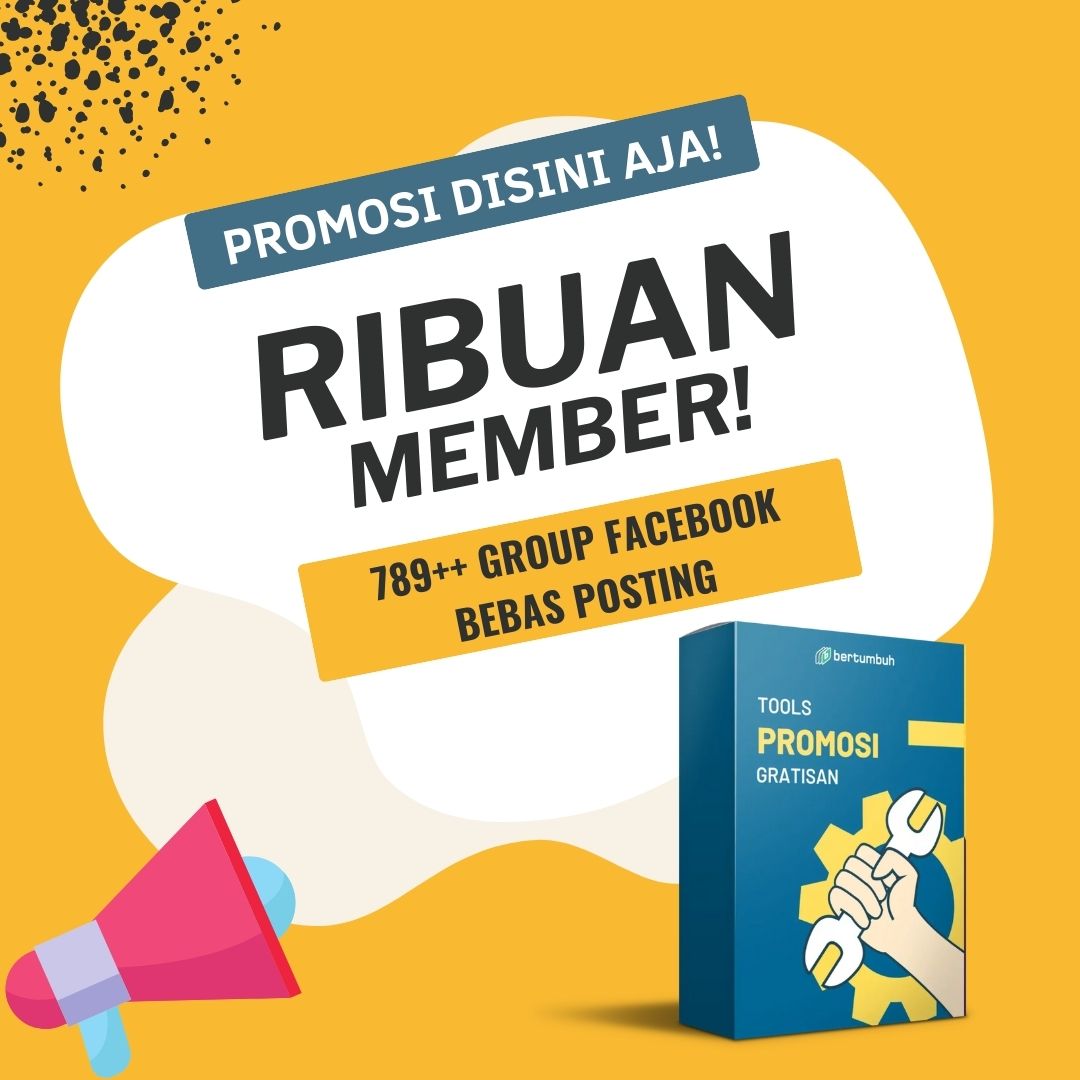 PROMOSI DISINI AJA!
RIBUAN
MEMBER!
789++ GROUP FACEBOOK
BEBAS POSTING
bertumbuh
TOOLS
PROMOSI
GRATISAN